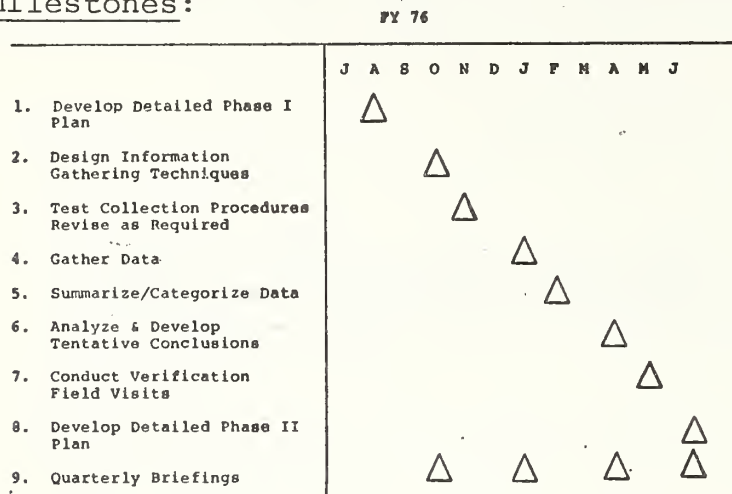 Milestones:
FY 76
J A S O N D J F M A M J
1. Develop Detailed Phase I
Plan
2. Design Information
Gathering Techniques
3. Test Collection Procedures
Revise as Required
4. Gather Data
5. Summarize/Categorize Data
6. Analyze & Develop
Tentative Conclusions
7. Conduct Verification
Field Visits
8. Develop Detailed Phase II
Plan
9. Quarterly Briefings